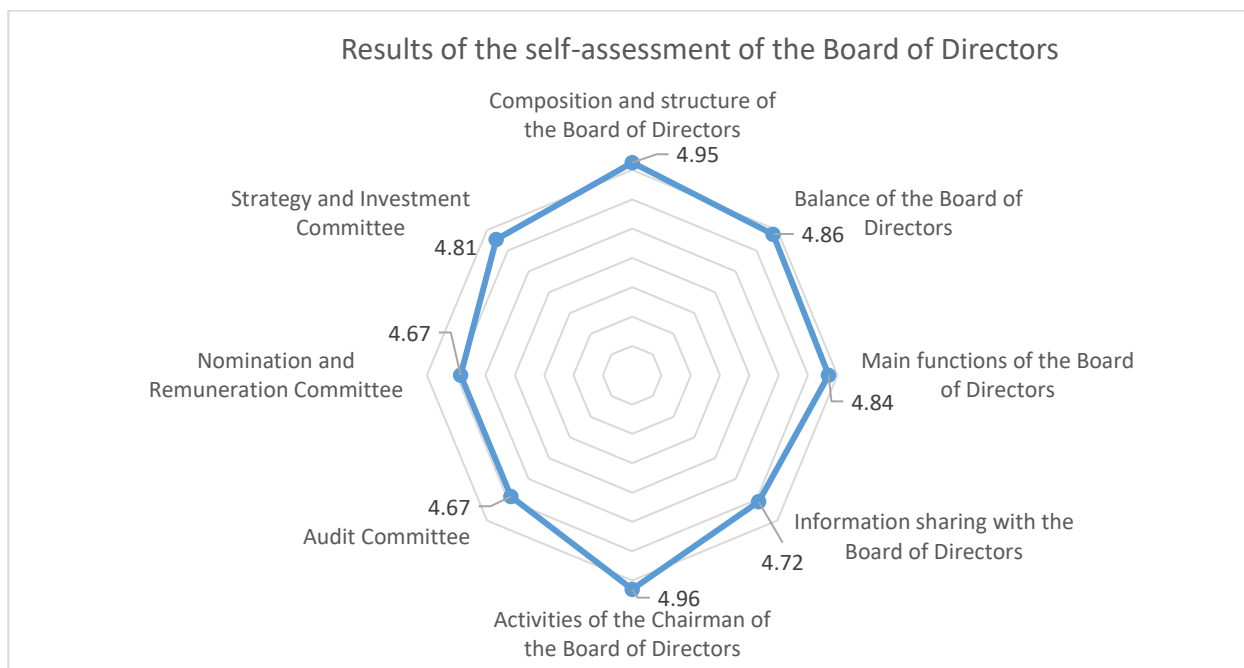 Results of the self-assessment of the Board of Directors
Composition and structure of
the Board of Directors
4.95
Balance of the Board of
Directors
4.86
Main functions of the Board
of Directors
4.84
Information sharing with the
Board of Directors
4.72
Activities of the Chairman of
the Board of Directors
4.96
Audit Committee
4.67
Nomination and
Remuneration Committee
4.67
Strategy and Investment
Committee
4.81